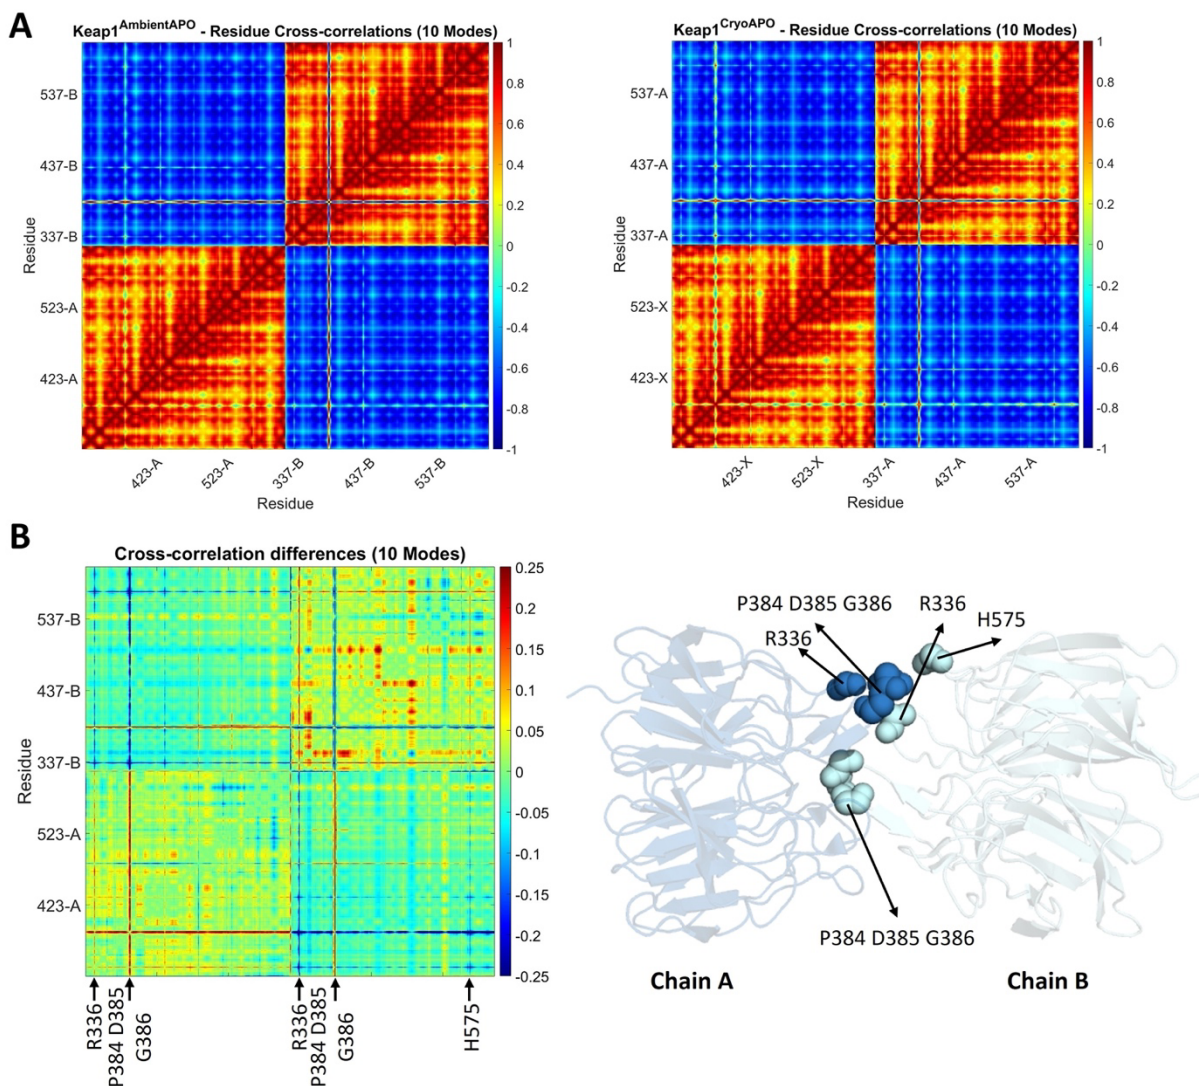 A
Keap1AmbientAPO - Residue Cross-correlations (10 Modes)
1
0.8
0.6
0.4
0.2
0
-0.2
-0.4
-0.6
-0.8
-1
537-B
437-B
337-B
523-A
423-A
Residue
423-A
523-A
337-B
437-B
537-B
Residue
Keap1CryoAPO - Residue Cross-correlations (10 Modes)
1
0.8
0.6
0.4
0.2
0
-0.2
-0.4
-0.6
-0.8
-1
537-A
437-A
337-A
523-X
423-X
Residue
423-X
523-X
337-A
437-A
537-A
Residue
B
Cross-correlation differences (10 Modes)
0.25
0.2
0.15
0.1
0.05
0
-0.05
-0.1
-0.15
-0.2
-0.25
537-B
437-B
337-B
523-A
423-A
Residue
R336
P384 D385
G386
R336
P384 D385
G386
H575
P384 D385 G386
R336
R336
H575
P384 D385 G386
Chain A
Chain B